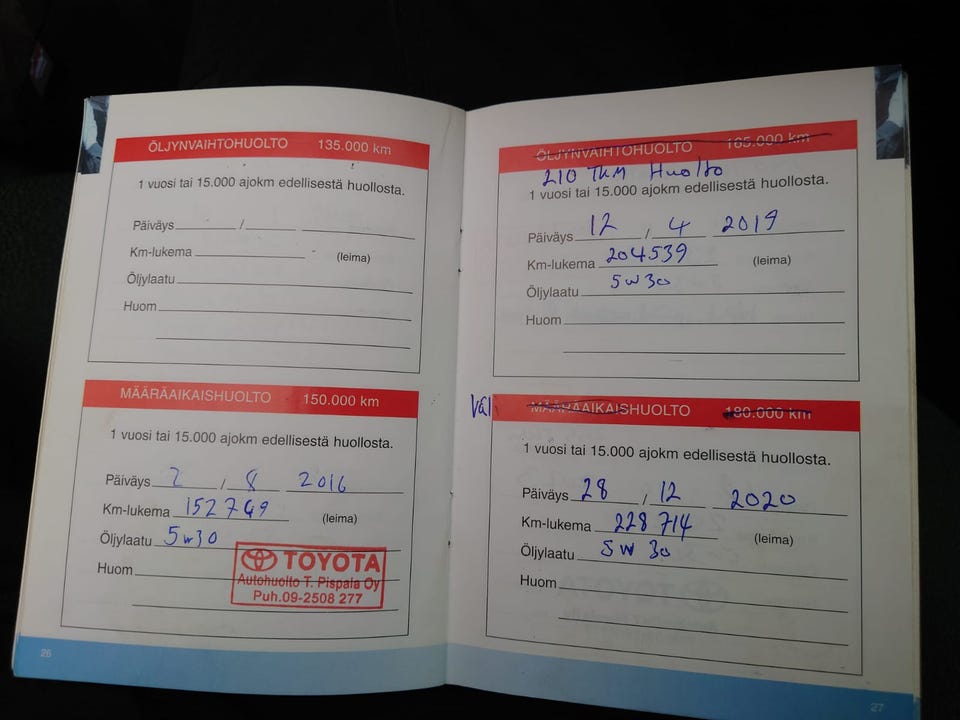 ÖLJYNVAIHTOHUOLTO 135.000 km
1 vuosi tai 15.000 ajokm edellisestä huollosta.
Päiväys / 
Km-lukema (leima)
Öljylaatu
Huom
MÄÄRÄAIKAISHUOLTO 150.000 km
1 vuosi tai 15.000 ajokm edellisestä huollosta.
Päiväys 2 / 8 2016
Km-lukema 152749 (leima)
Öljylaatu 5w30
Huom
TOYOTA
Autohuolto T. Pispala Oy
Puh.09-2508 277
26
ÖLJYNVAIHTOHUOLTO 165.000 km
210 TKM Huolto
1 vuosi tai 15.000 ajokm edellisestä huollosta.
Päiväys 12 / 4 2019
Km-lukema 204539 (leima)
Öljylaatu 5w30
Huom
Väl MÄÄRÄAIKAISHUOLTO 180.000 km
1 vuosi tai 15.000 ajokm edellisestä huollosta.
Päiväys 28 / 12 2020
Km-lukema 228 714 (leima)
Öljylaatu 5W 30
Huom
27